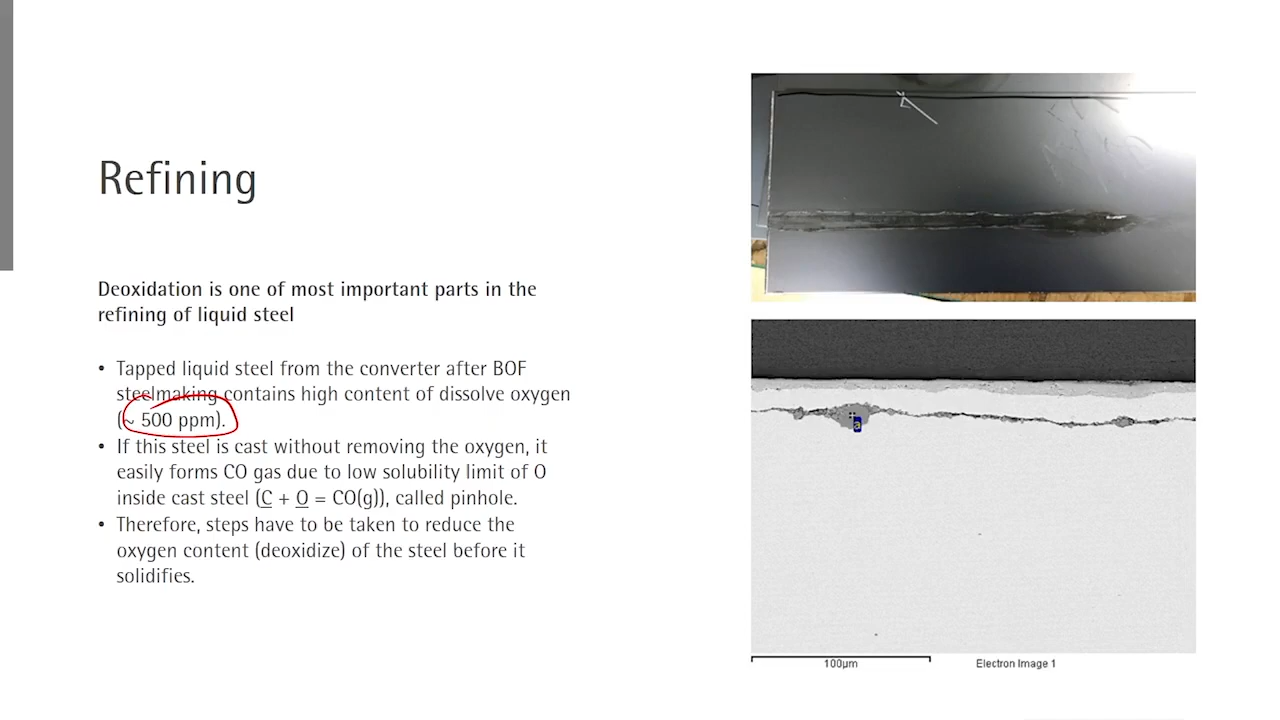 Refining
Deoxidation is one of most important parts in the
refining of liquid steel
• Tapped liquid steel from the converter after BOF
steelmaking contains high content of dissolve oxygen
(~ 500 ppm).
• If this steel is cast without removing the oxygen, it
easily forms CO gas due to low solubility limit of O
inside cast steel (C + O = CO(g)), called pinhole.
• Therefore, steps have to be taken to reduce the
oxygen content (deoxidize) of the steel before it
solidifies.
a
100µm
Electron Image 1